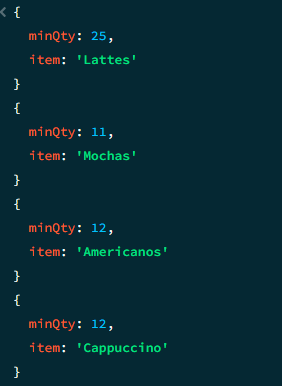 {
minQty: 25,
item: 'Lattes'
}
{
minQty: 11,
item: 'Mochas'
}
{
minQty: 12,
item: 'Americanos'
}
{
minQty: 12,
item: 'Cappuccino'
}